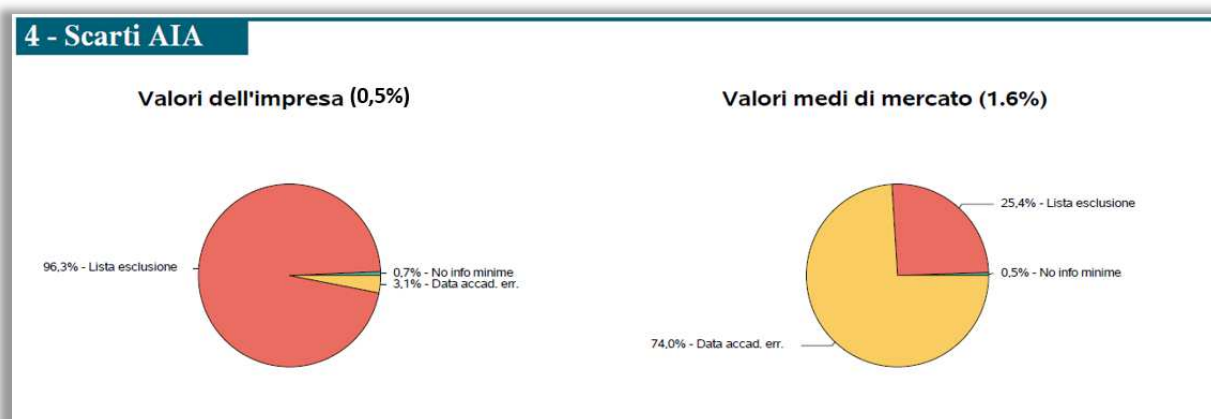 4 - Scarti AIA
Valori dell'impresa (0,5%)
96,3% - Lista esclusione
0,7% - No info minime
3,1% - Data accad. err.
Valori medi di mercato (1.6%)
25,4% - Lista esclusione
0,5% - No info minime
74,0% - Data accad. err.